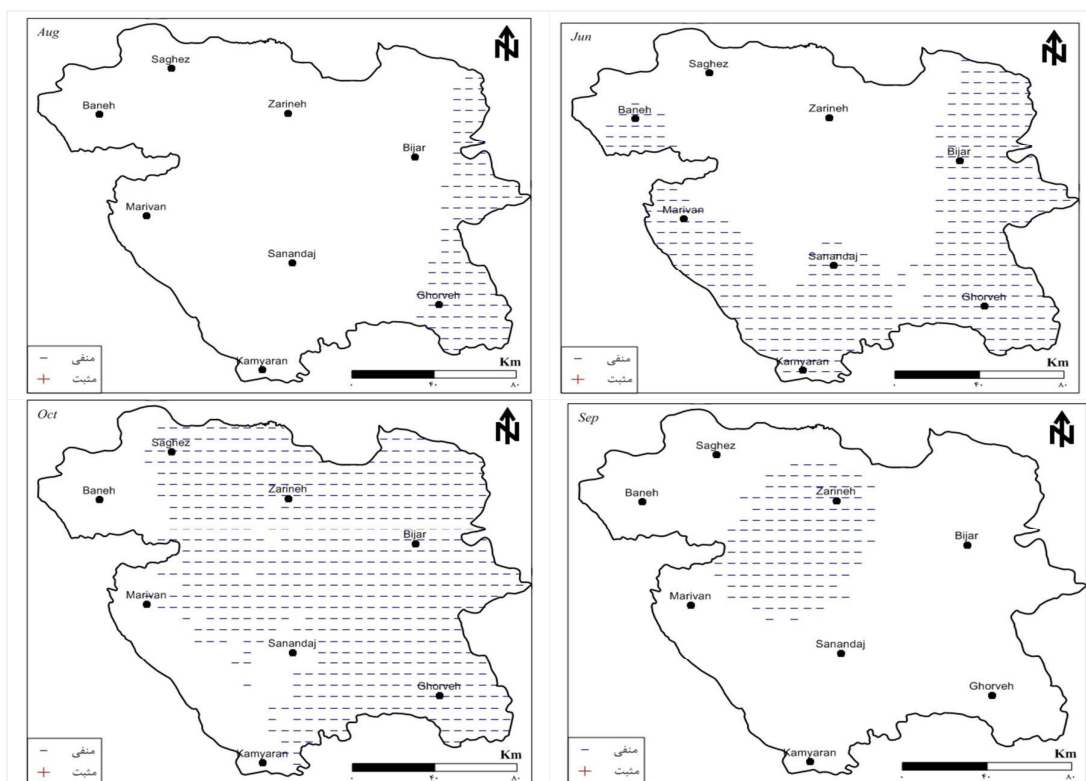 Aug
N
Saghez
Baneh
Zarineh
Bijar
Marivan
Sanandaj
Ghorveh
Kamyaran
منفی
مثبت
Km
۰ ۴۰ ۸۰
Jun
N
Saghez
Baneh
Zarineh
Bijar
Marivan
Sanandaj
Ghorveh
Kamyaran
منفی
مثبت
Km
۰ ۴۰ ۸۰
Oct
N
Saghez
Baneh
Zarineh
Bijar
Marivan
Sanandaj
Ghorveh
Kamyaran
منفی
مثبت
Km
۰ ۴۰ ۸۰
Sep
N
Saghez
Baneh
Zarineh
Bijar
Marivan
Sanandaj
Ghorveh
Kamyaran
منفی
مثبت
Km
۰ ۴۰ ۸۰